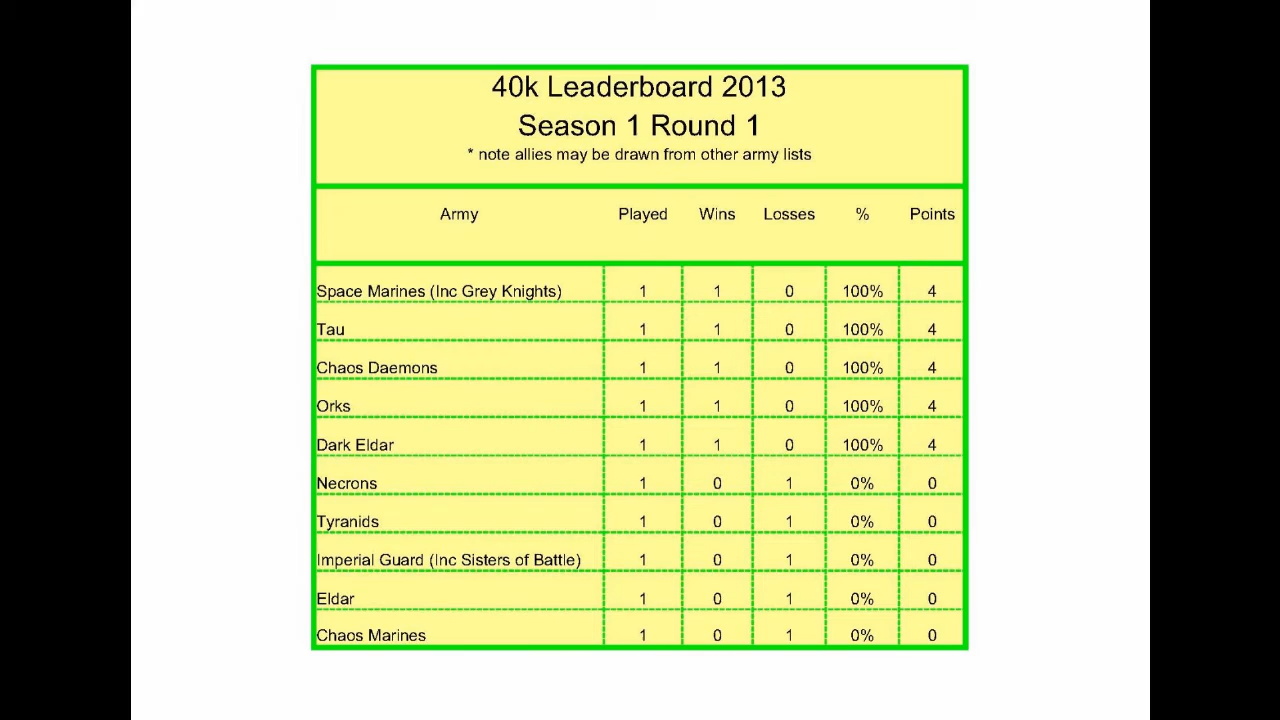 40k Leaderboard 2013
Season 1 Round 1
* note allies may be drawn from other army lists
Army Played Wins Losses % Points
Space Marines (Inc Grey Knights) 1 1 0 100% 4
Tau 1 1 0 100% 4
Chaos Daemons 1 1 0 100% 4
Orks 1 1 0 100% 4
Dark Eldar 1 1 0 100% 4
Necrons 1 0 1 0% 0
Tyranids 1 0 1 0% 0
Imperial Guard (Inc Sisters of Battle) 1 0 1 0% 0
Eldar 1 0 1 0% 0
Chaos Marines 1 0 1 0% 0